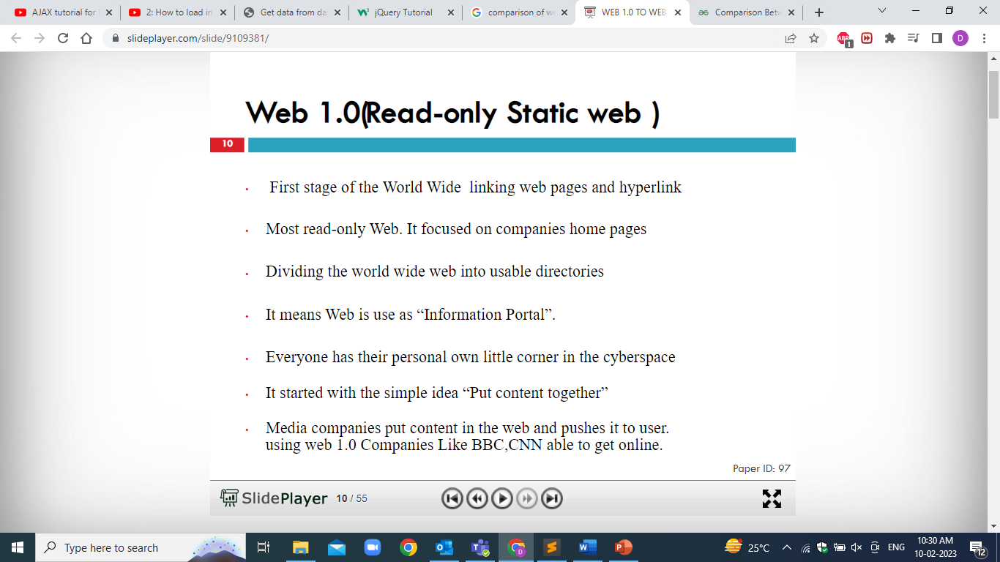 AJAX tutorial for
2: How to load in
Get data from da
jQuery Tutorial
comparison of we
WEB 1.0 TO WEB
Comparison Betw
slideplayer.com/slide/9109381/
ABP
1
D
Web 1.0(Read-only Static web )
10
• First stage of the World Wide linking web pages and hyperlink
• Most read-only Web. It focused on companies home pages
• Dividing the world wide web into usable directories
• It means Web is use as “Information Portal”.
• Everyone has their personal own little corner in the cyberspace
• It started with the simple idea “Put content together”
• Media companies put content in the web and pushes it to user.
using web 1.0 Companies Like BBC,CNN able to get online.
Paper ID: 97
SlidePlayer 10 / 55
Type here to search
25°C
ENG
10:30 AM
10-02-2023
12